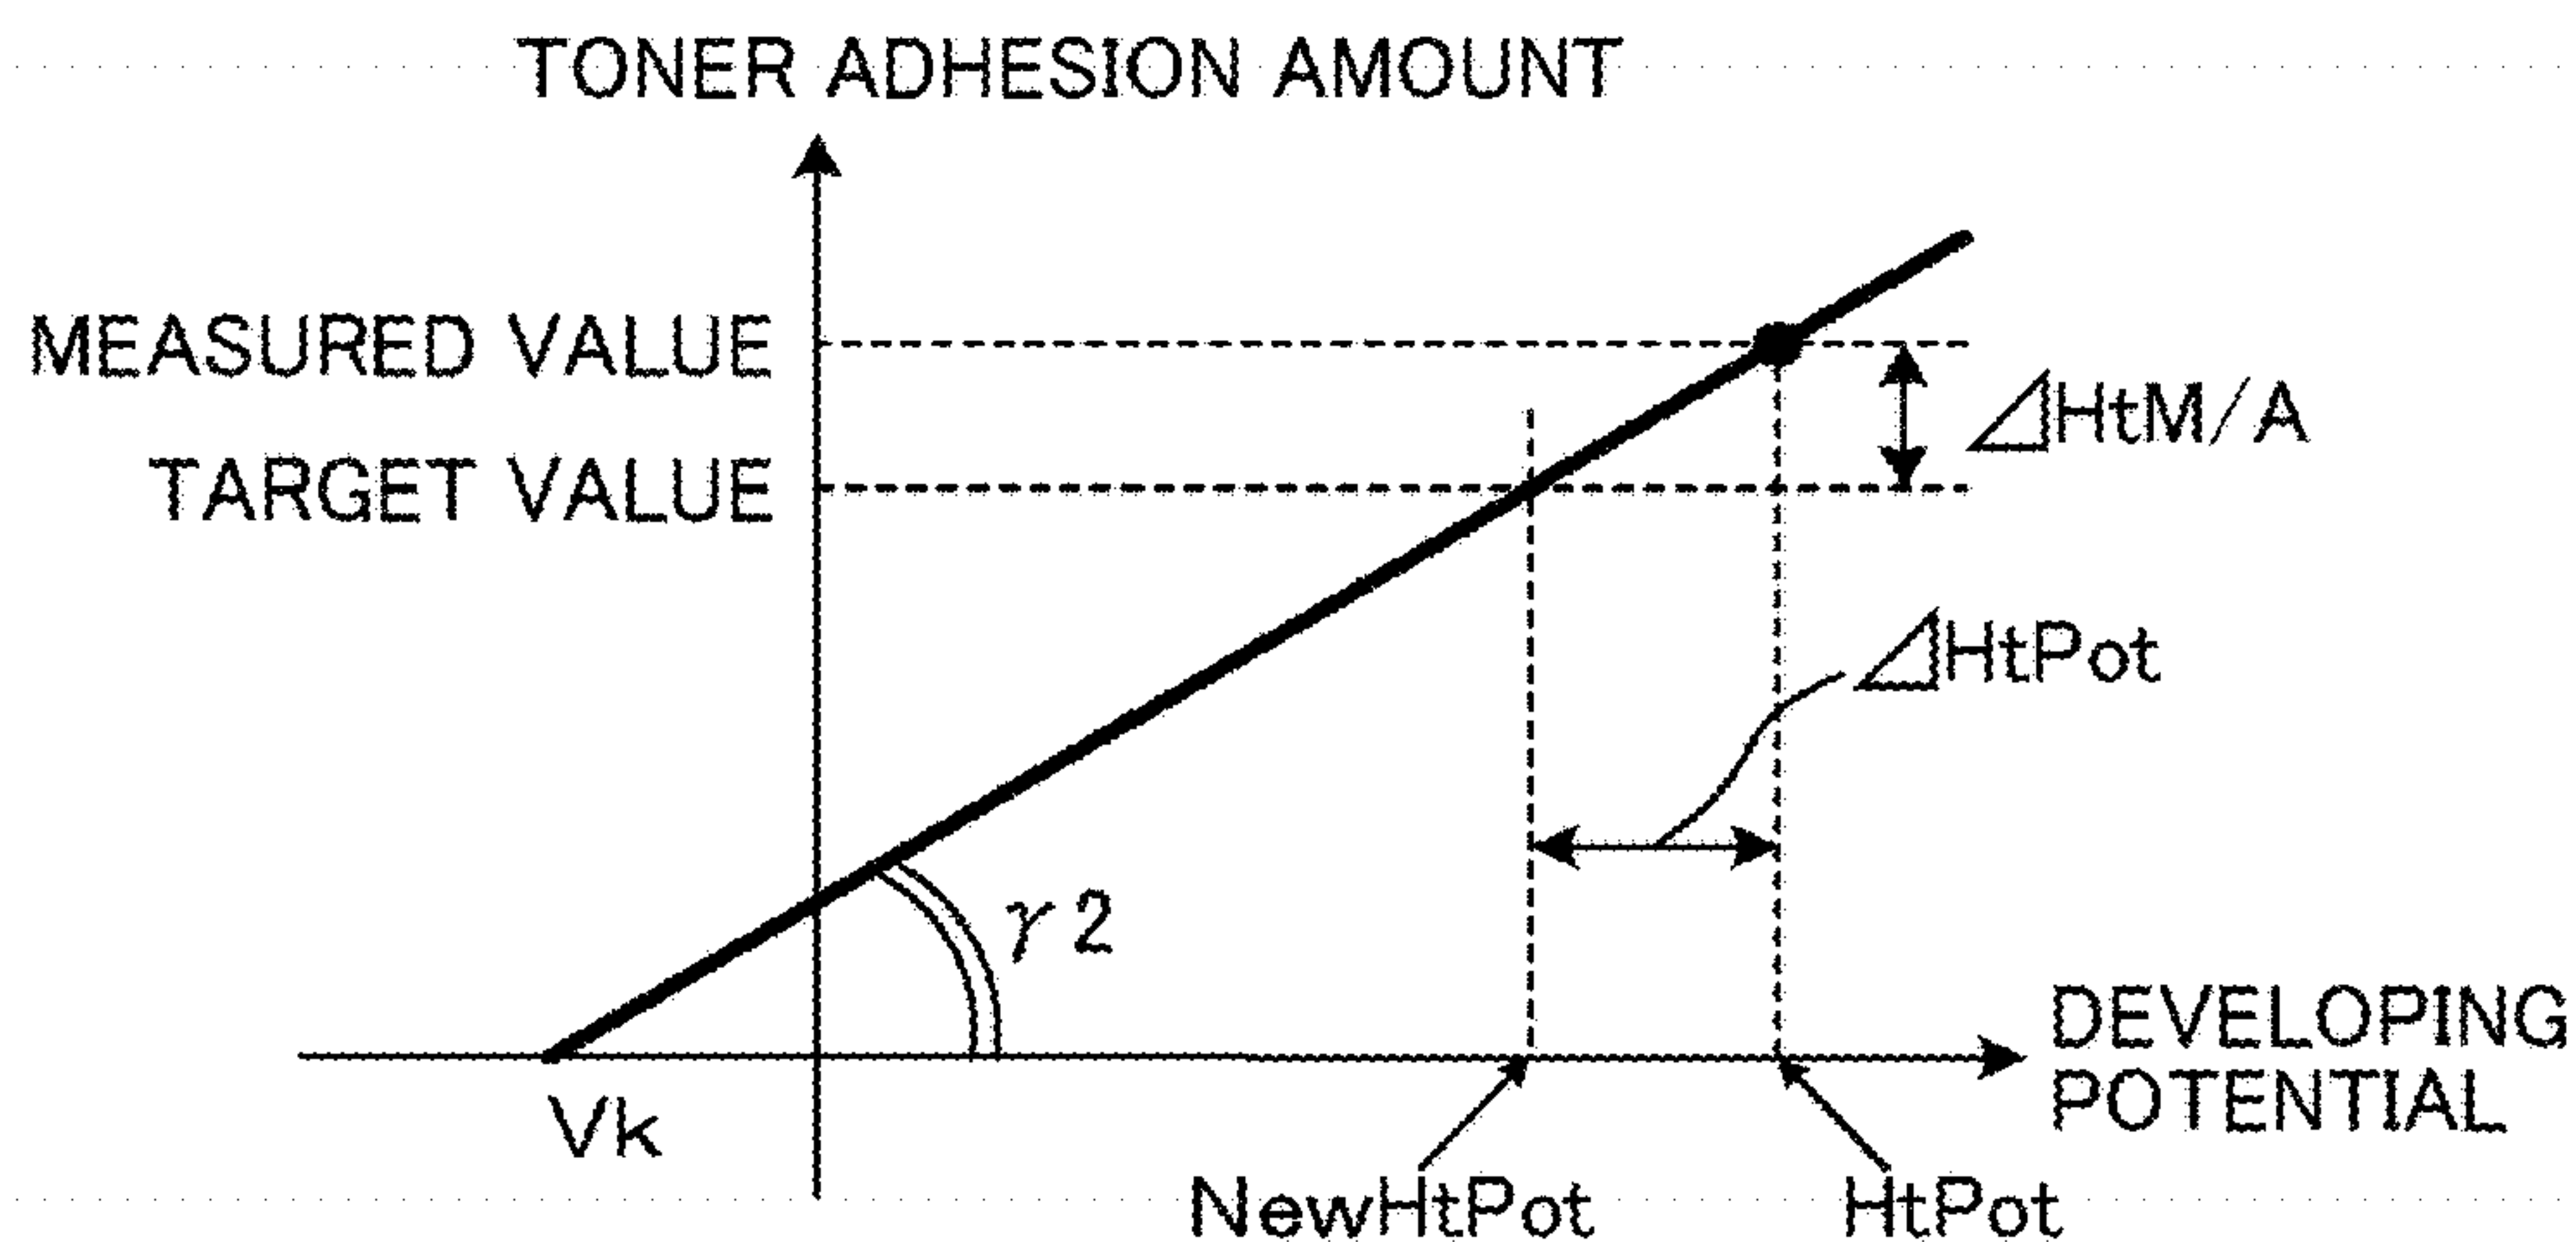 TONER ADHESION AMOUNT
MEASURED VALUE
⊿HtM/A
TARGET VALUE
⊿HtPot
γ2
DEVELOPING
POTENTIAL
Vk
NewHtPot
HtPot